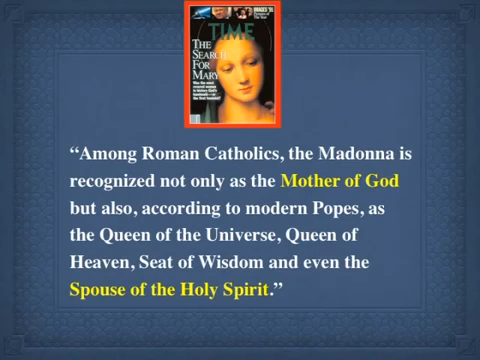 IMAGES '91
TIME
THE
SEARCH
FOR
MARY
“Among Roman Catholics, the Madonna is
recognized not only as the Mother of God
but also, according to modern Popes, as
the Queen of the Universe, Queen of
Heaven, Seat of Wisdom and even the
Spouse of the Holy Spirit.”